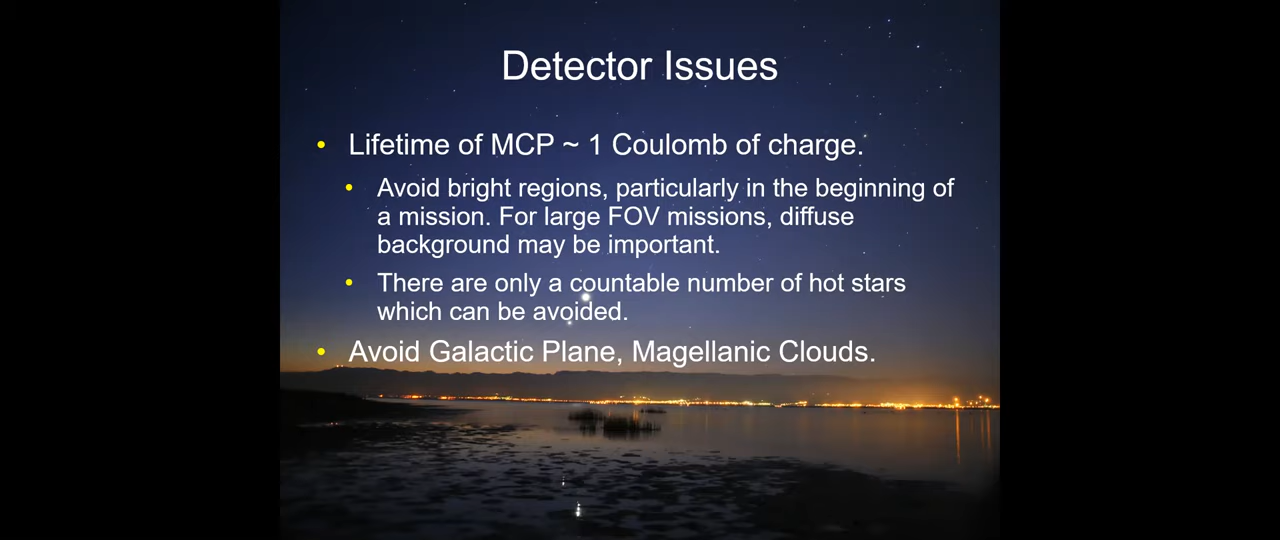 Detector Issues
• Lifetime of MCP ~ 1 Coulomb of charge.
• Avoid bright regions, particularly in the beginning of
a mission. For large FOV missions, diffuse
background may be important.
• There are only a countable number of hot stars
which can be avoided.
• Avoid Galactic Plane, Magellanic Clouds.